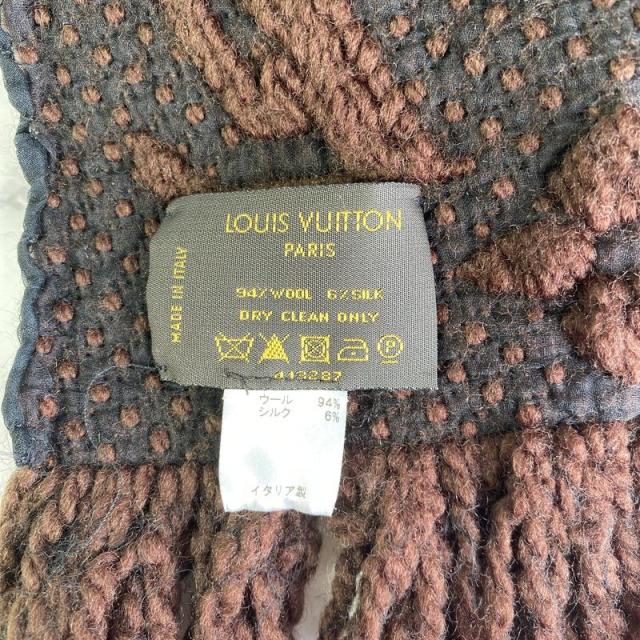 LOUIS VUITTON
PARIS
MADE IN ITALY
94%WOOL 6%SILK
DRY CLEAN ONLY
P
413287
ウール 94%
シルク 6%
イタリア製